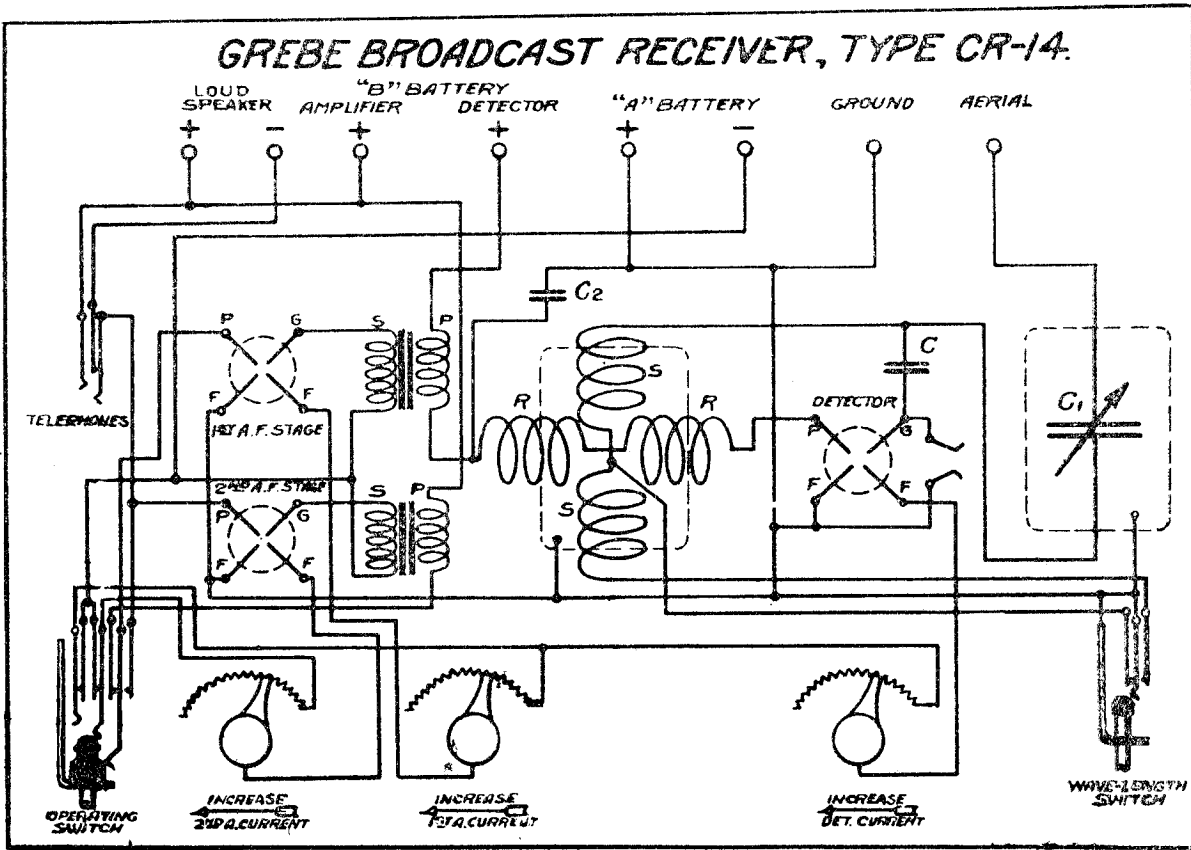 GREBE BROADCAST RECEIVER, TYPE CR-14.
LOUD SPEAKER
+ -
"B" BATTERY
AMPLIFIER DETECTOR
+ +
"A" BATTERY
+ -
GROUND
AERIAL
C2
P G S P
F F
1ST A.F. STAGE
TELEPHONES
2ND A.F. STAGE
P G S P
F F
R S R
S
C
DETECTOR
P G
F F
C1
OPERATING
SWITCH
INCREASE
2ND A. CURRENT
INCREASE
1ST A. CURRENT
INCREASE
DET. CURRENT
WAVE-LENGTH
SWITCH